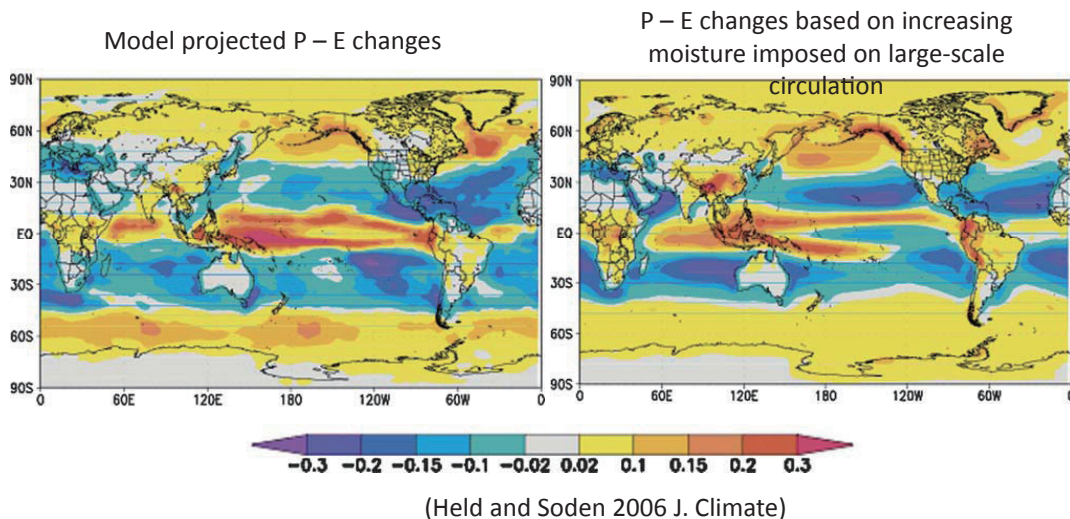 Model projected P – E changes
P – E changes based on increasing
moisture imposed on large-scale
circulation
90N
60N
30N
EQ
30S
60S
90S
0 60E 120E 180 120W 60W 0
90N
60N
30N
EQ
30S
60S
90S
0 60E 120E 180 120W 60W 0
−0.3 −0.2 −0.15 −0.1 −0.02 0.02 0.1 0.15 0.2 0.3
(Held and Soden 2006 J. Climate)